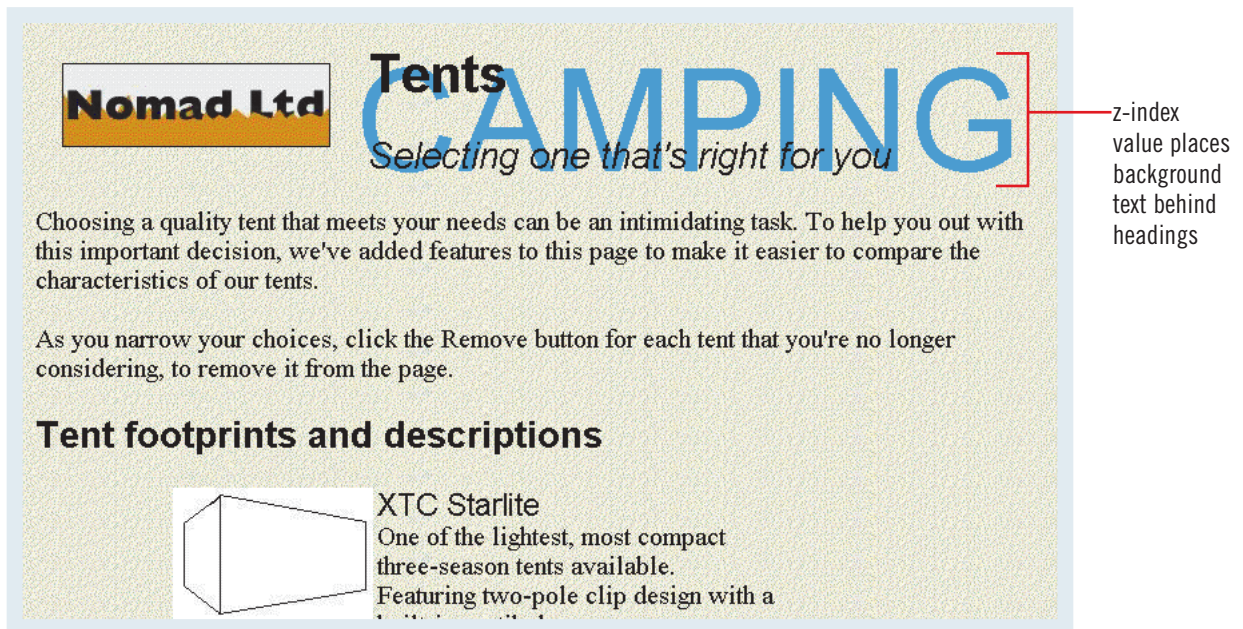 Nomad Ltd
Tents
CAMPING
Selecting one that's right for you
z-index
value places
background
text behind
headings
Choosing a quality tent that meets your needs can be an intimidating task. To help you out with
this important decision, we've added features to this page to make it easier to compare the
characteristics of our tents.
As you narrow your choices, click the Remove button for each tent that you're no longer
considering, to remove it from the page.
Tent footprints and descriptions
XTC Starlite
One of the lightest, most compact
three-season tents available.
Featuring two-pole clip design with a